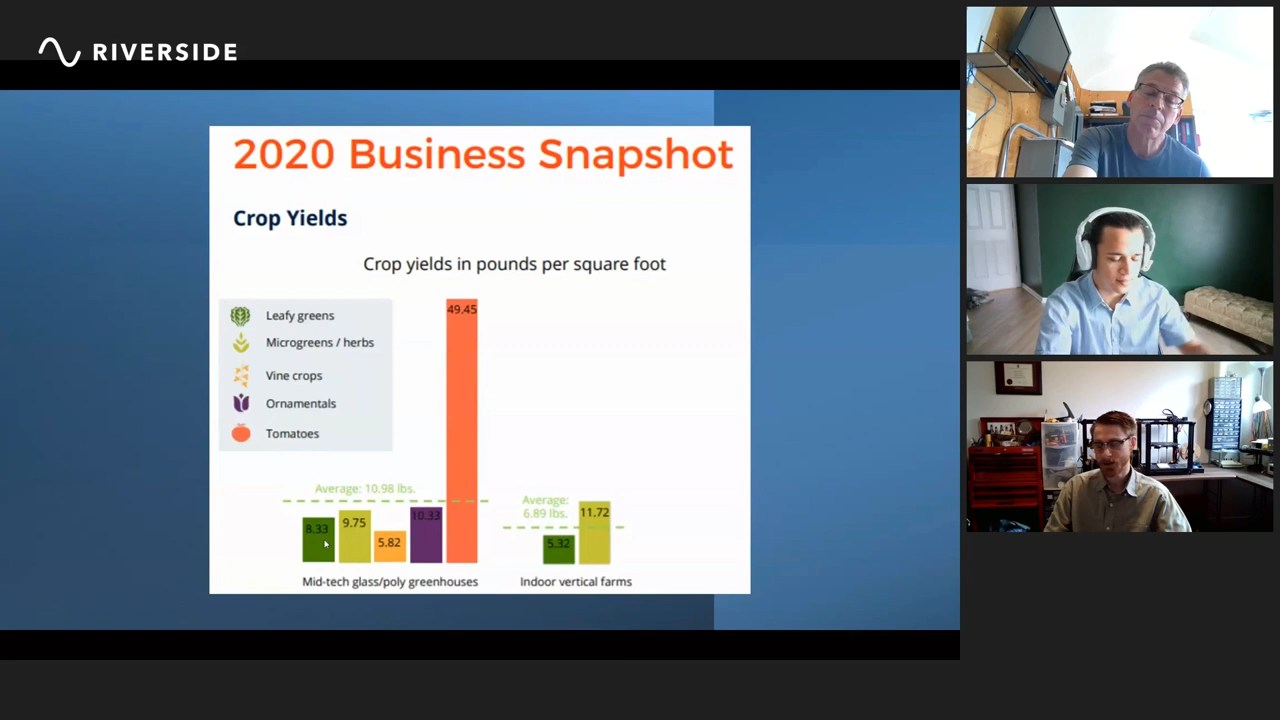 RIVERSIDE
2020 Business Snapshot
Crop Yields
Crop yields in pounds per square foot
Leafy greens
Microgreens / herbs
Vine crops
Ornamentals
Tomatoes
49.45
Average: 10.98 lbs.
8.33
9.75
5.82
10.33
Mid-tech glass/poly greenhouses
Average:
6.89 lbs.
5.32
11.72
Indoor vertical farms